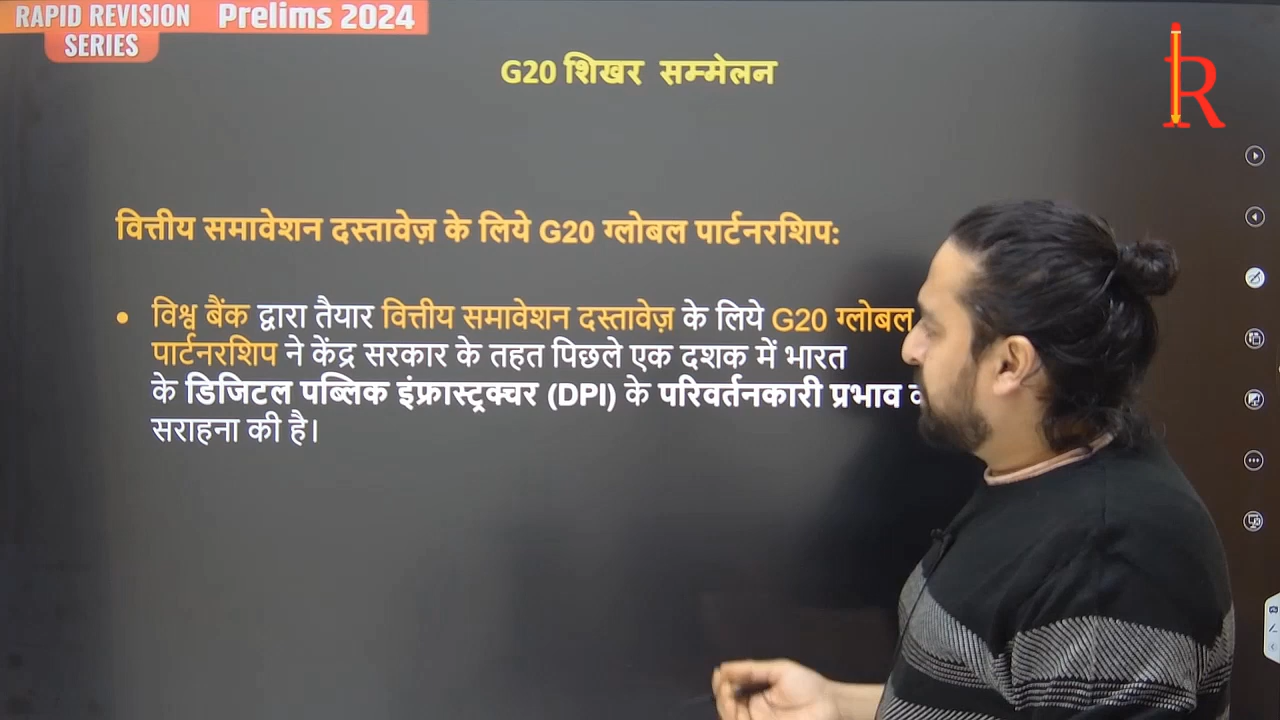 RAPID REVISION
SERIES
Prelims 2024
G20 शिखर सम्मेलन
R
वित्तीय समावेशन दस्तावेज़ के लिये G20 ग्लोबल पार्टनरशिप:
• विश्व बैंक द्वारा तैयार वित्तीय समावेशन दस्तावेज़ के लिये G20 ग्लोबल
पार्टनरशिप ने केंद्र सरकार के तहत पिछले एक दशक में भारत
के डिजिटल पब्लिक इंफ्रास्ट्रक्चर (DPI) के परिवर्तनकारी प्रभाव
सराहना की है।